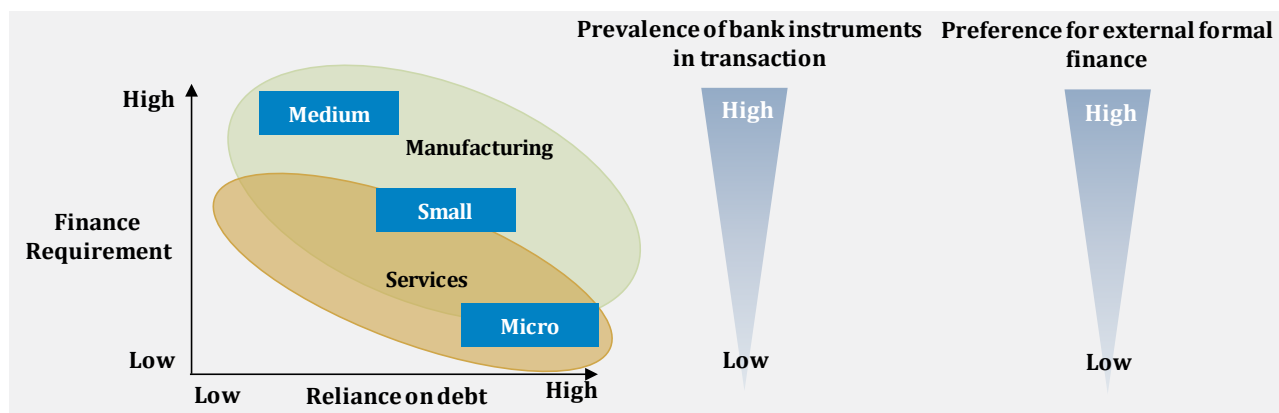 Prevalence of bank instruments
in transaction
Preference for external formal
finance
High
Medium
Manufacturing
Small
Finance
Requirement
Services
Micro
Low
Low
Reliance on debt
High
High
Low
High
Low